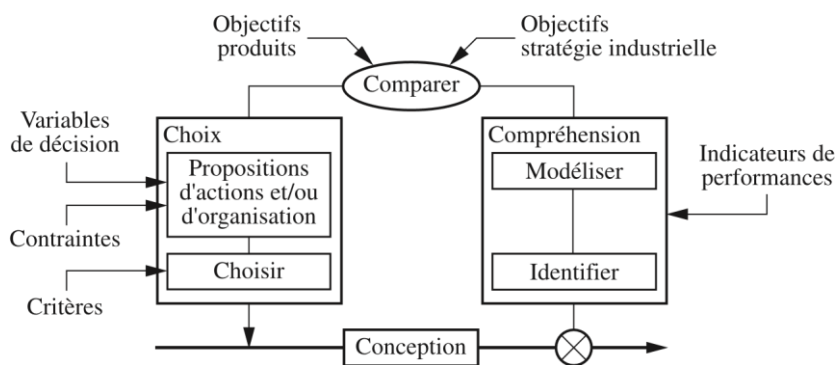 Objectifs
produits
Objectifs
stratégie industrielle
Comparer
Variables
de décision
Contraintes
Critères
Choix
Propositions
d'actions et/ou
d'organisation
Choisir
Compréhension
Modéliser
Identifier
Indicateurs de
performances
Conception